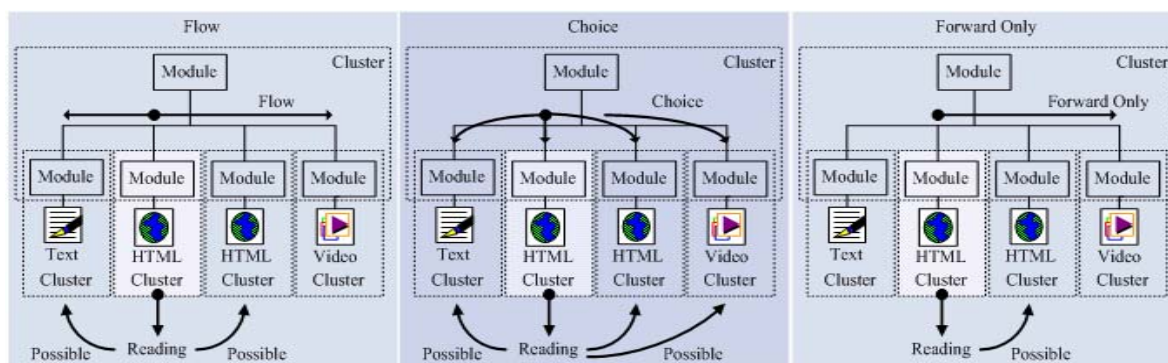 Flow
Cluster
Module
Flow
Module Module Module Module
Text HTML HTML Video
Cluster Cluster Cluster Cluster
Possible Reading Possible
Choice
Cluster
Module
Choice
Module Module Module Module
Text HTML HTML Video
Cluster Cluster Cluster Cluster
Possible Reading Possible Possible
Forward Only
Cluster
Module
Forward Only
Module Module Module Module
Text HTML HTML Video
Cluster Cluster Cluster Cluster
Reading Possible